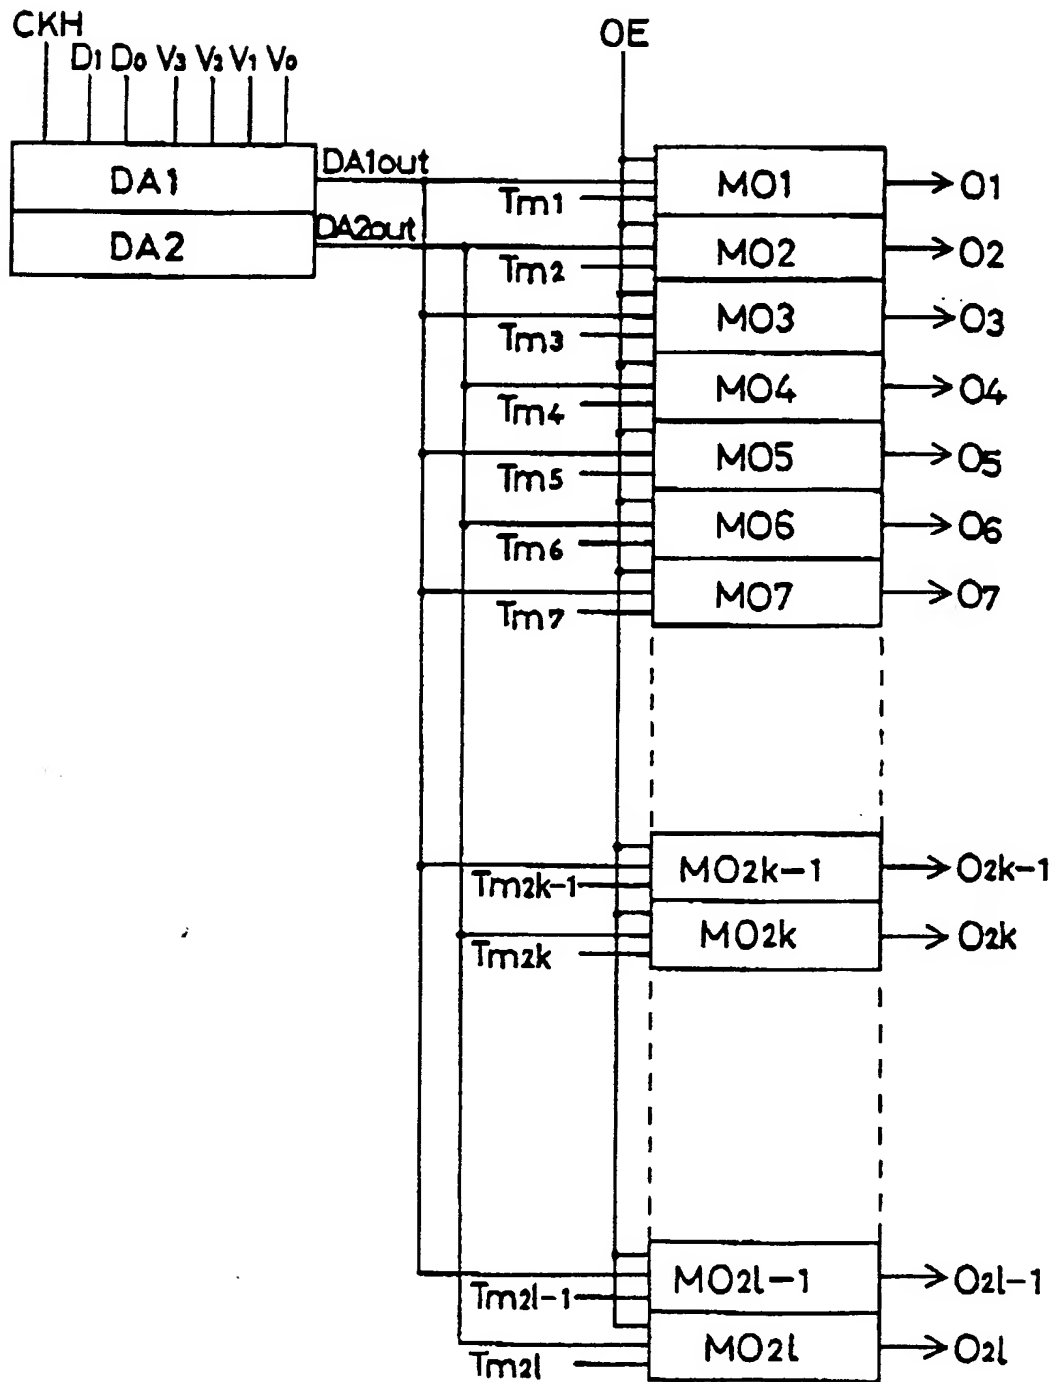 CKH
D1 D0 V3 V2 V1 V0
OE
DA1
DA1out
DA2
DA2out
Tm1
MO1
O1
Tm2
MO2
O2
Tm3
MO3
O3
Tm4
MO4
O4
Tm5
MO5
O5
Tm6
MO6
O6
Tm7
MO7
O7
Tm2k-1
MO2k-1
O2k-1
Tm2k
MO2k
O2k
Tm2l-1
MO2l-1
O2l-1
Tm2l
MO2l
O2l